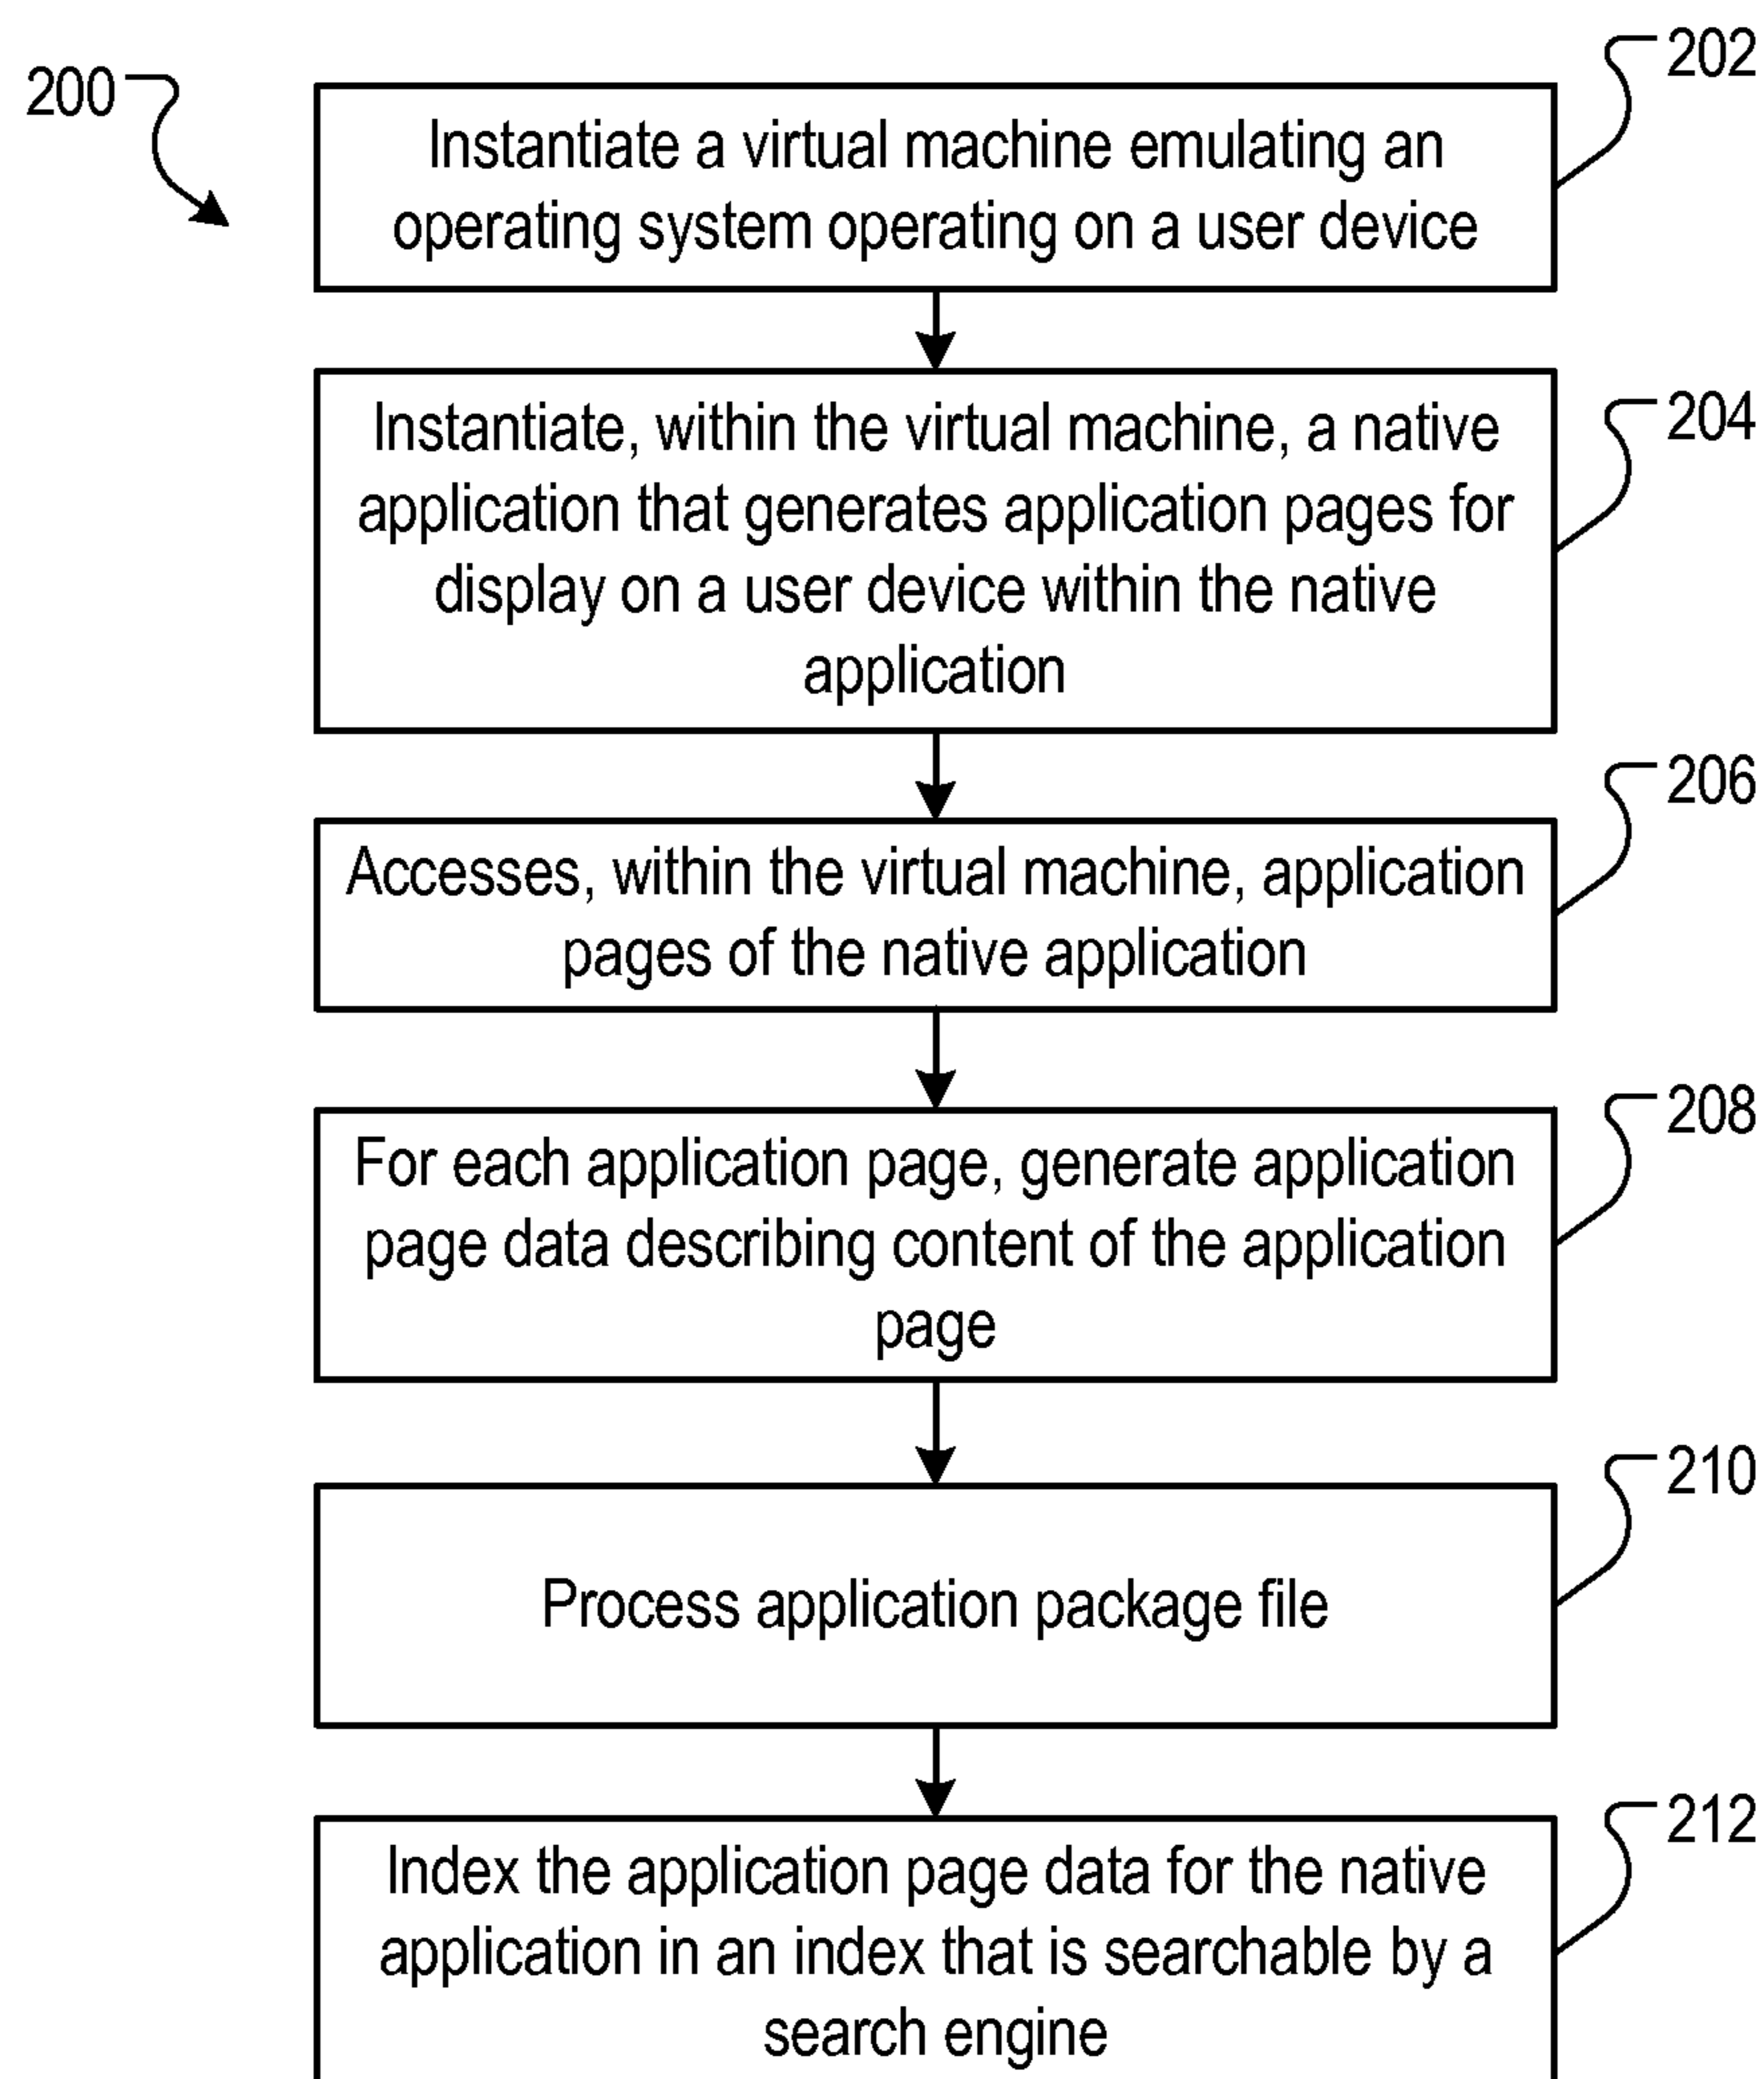 200
202
Instantiate a virtual machine emulating an
operating system operating on a user device
204
Instantiate, within the virtual machine, a native
application that generates application pages for
display on a user device within the native
application
206
Accesses, within the virtual machine, application
pages of the native application
208
For each application page, generate application
page data describing content of the application
page
210
Process application package file
212
Index the application page data for the native
application in an index that is searchable by a
search engine